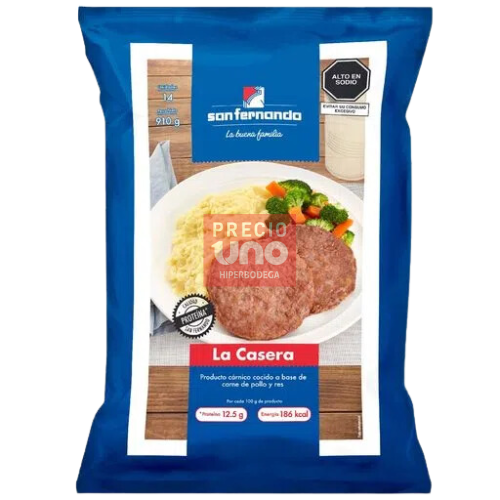 14
910 g
sanfernando
La buena familia
ALTO EN
SODIO
EVITAR SU CONSUMO
EXCESIVO
PRECIO
uno
HIPERBODEGA
CALIDAD
PROTEÍNA
SAN FERNANDO
La Casera
Producto cárnico cocido a base de
carne de pollo y res
Por cada 100 g de producto
*Proteína 12.5 g
Energía 186 kcal